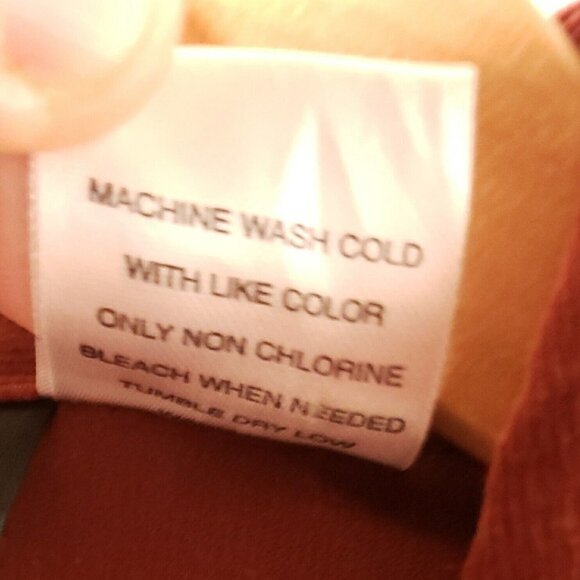 MACHINE WASH COLD
WITH LIKE COLOR
ONLY NON CHLORINE
BLEACH WHEN NEEDED
TUMBLE DRY LOW